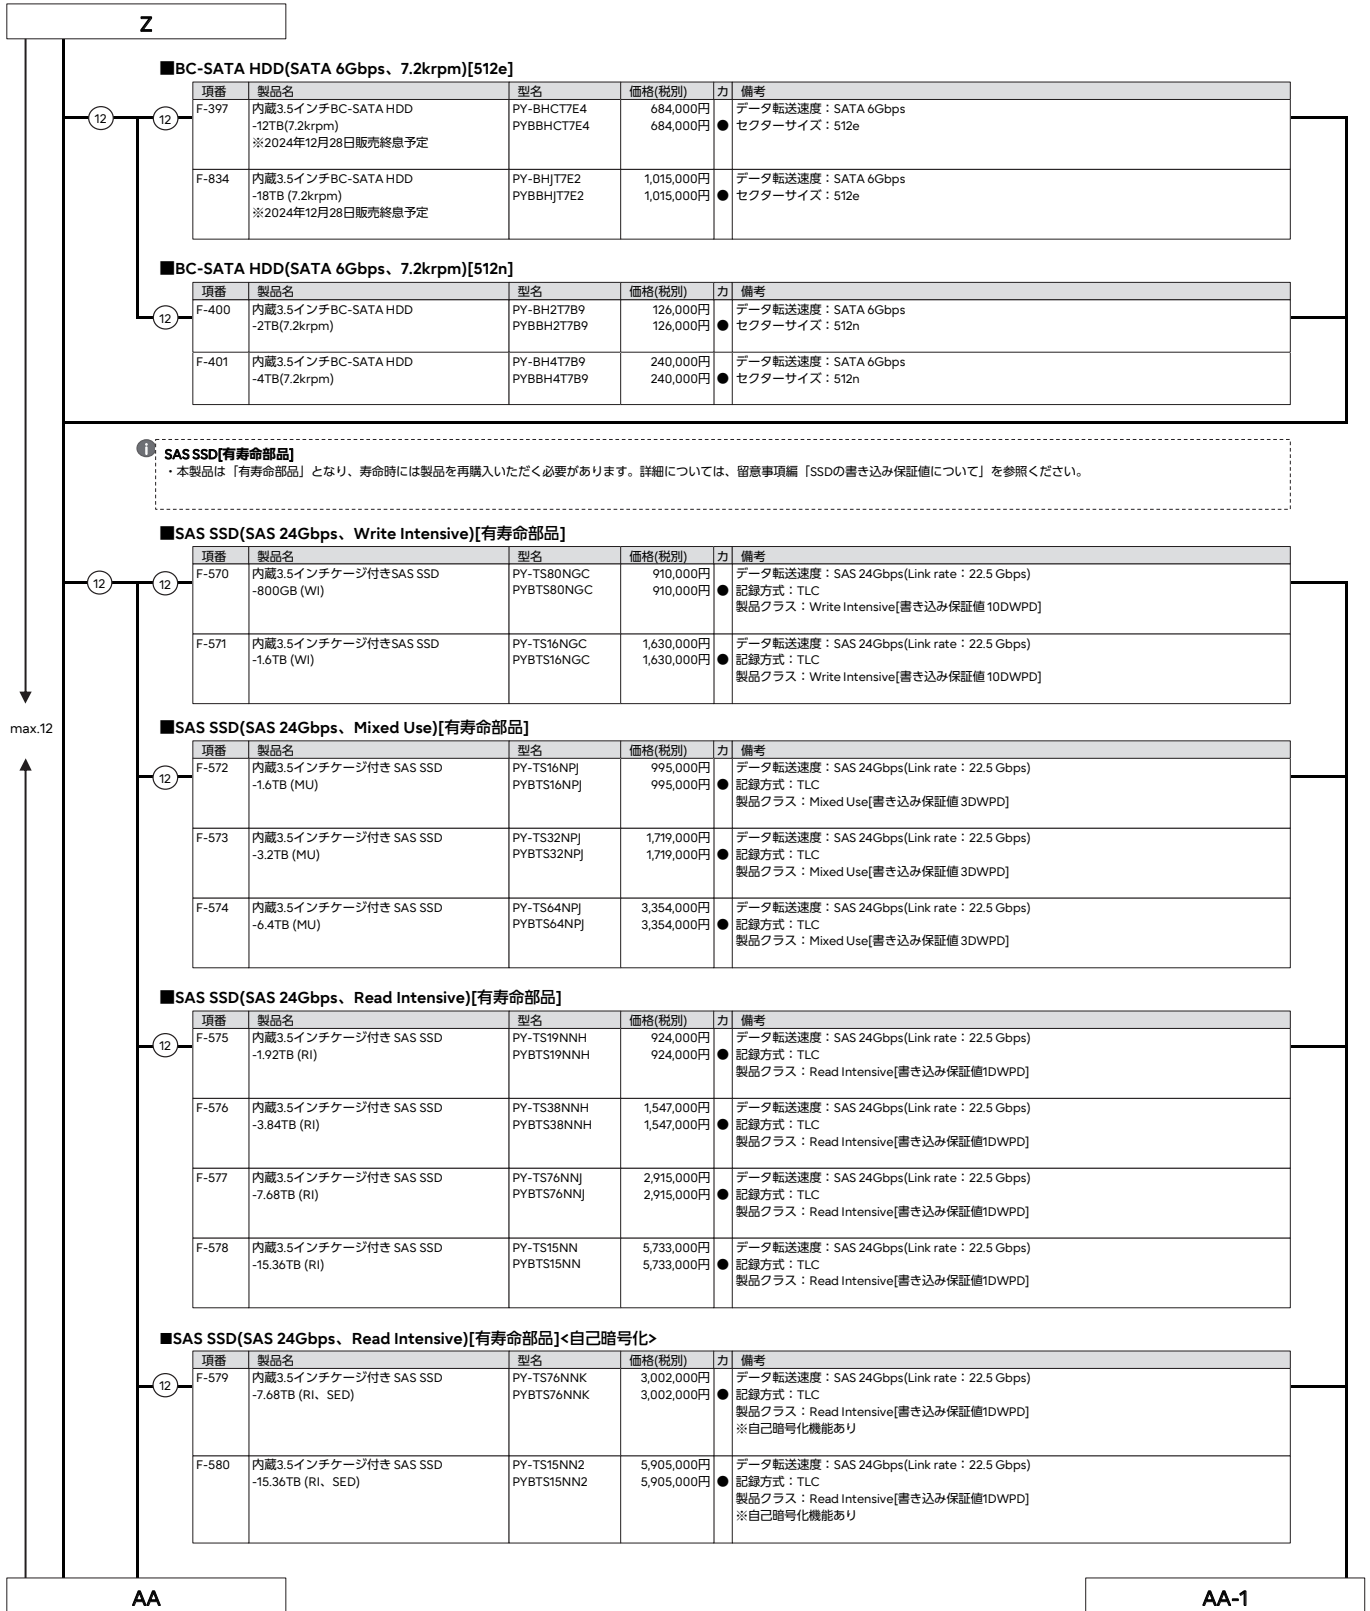 Z
■BC-SATA HDD(SATA 6Gbps、7.2krpm)[512e]
項番 製品名 型名 価格(税別) カ 備考
12 12 F-397 内蔵3.5インチBC-SATA HDD PY-BHCT7E4 684,000円 データ転送速度：SATA 6Gbps
-12TB(7.2krpm) PYBBHCT7E4 684,000円 ● セクターサイズ：512e
※2024年12月28日販売終息予定
F-834 内蔵3.5インチBC-SATA HDD PY-BHJT7E2 1,015,000円 データ転送速度：SATA 6Gbps
-18TB (7.2krpm) PYBBHJT7E2 1,015,000円 ● セクターサイズ：512e
※2024年12月28日販売終息予定
■BC-SATA HDD(SATA 6Gbps、7.2krpm)[512n]
項番 製品名 型名 価格(税別) カ 備考
12 F-400 内蔵3.5インチBC-SATA HDD PY-BH2T7B9 126,000円 データ転送速度：SATA 6Gbps
-2TB(7.2krpm) PYBBH2T7B9 126,000円 ● セクターサイズ：512n
F-401 内蔵3.5インチBC-SATA HDD PY-BH4T7B9 240,000円 データ転送速度：SATA 6Gbps
-4TB(7.2krpm) PYBBH4T7B9 240,000円 ● セクターサイズ：512n
i SAS SSD[有寿命部品]
・本製品は「有寿命部品」となり、寿命時には製品を再購入いただく必要があります。詳細については、留意事項編「SSDの書き込み保証値について」を参照ください。
■SAS SSD(SAS 24Gbps、Write Intensive)[有寿命部品]
項番 製品名 型名 価格(税別) カ 備考
12 12 F-570 内蔵3.5インチケージ付きSAS SSD PY-TS80NGC 910,000円 データ転送速度：SAS 24Gbps(Link rate：22.5 Gbps)
-800GB (WI) PYBTS80NGC 910,000円 ● 記録方式：TLC
製品クラス：Write Intensive[書き込み保証値 10DWPD]
F-571 内蔵3.5インチケージ付きSAS SSD PY-TS16NGC 1,630,000円 データ転送速度：SAS 24Gbps(Link rate：22.5 Gbps)
-1.6TB (WI) PYBTS16NGC 1,630,000円 ● 記録方式：TLC
製品クラス：Write Intensive[書き込み保証値 10DWPD]
max.12
■SAS SSD(SAS 24Gbps、Mixed Use)[有寿命部品]
項番 製品名 型名 価格(税別) カ 備考
12 F-572 内蔵3.5インチケージ付き SAS SSD PY-TS16NPJ 995,000円 データ転送速度：SAS 24Gbps(Link rate：22.5 Gbps)
-1.6TB (MU) PYBTS16NPJ 995,000円 ● 記録方式：TLC
製品クラス：Mixed Use[書き込み保証値 3DWPD]
F-573 内蔵3.5インチケージ付き SAS SSD PY-TS32NPJ 1,719,000円 データ転送速度：SAS 24Gbps(Link rate：22.5 Gbps)
-3.2TB (MU) PYBTS32NPJ 1,719,000円 ● 記録方式：TLC
製品クラス：Mixed Use[書き込み保証値 3DWPD]
F-574 内蔵3.5インチケージ付き SAS SSD PY-TS64NPJ 3,354,000円 データ転送速度：SAS 24Gbps(Link rate：22.5 Gbps)
-6.4TB (MU) PYBTS64NPJ 3,354,000円 ● 記録方式：TLC
製品クラス：Mixed Use[書き込み保証値 3DWPD]
■SAS SSD(SAS 24Gbps、Read Intensive)[有寿命部品]
項番 製品名 型名 価格(税別) カ 備考
12 F-575 内蔵3.5インチケージ付き SAS SSD PY-TS19NNH 924,000円 データ転送速度：SAS 24Gbps(Link rate：22.5 Gbps)
-1.92TB (RI) PYBTS19NNH 924,000円 ● 記録方式：TLC
製品クラス：Read Intensive[書き込み保証値1DWPD]
F-576 内蔵3.5インチケージ付き SAS SSD PY-TS38NNH 1,547,000円 データ転送速度：SAS 24Gbps(Link rate：22.5 Gbps)
-3.84TB (RI) PYBTS38NNH 1,547,000円 ● 記録方式：TLC
製品クラス：Read Intensive[書き込み保証値1DWPD]
F-577 内蔵3.5インチケージ付き SAS SSD PY-TS76NNJ 2,915,000円 データ転送速度：SAS 24Gbps(Link rate：22.5 Gbps)
-7.68TB (RI) PYBTS76NNJ 2,915,000円 ● 記録方式：TLC
製品クラス：Read Intensive[書き込み保証値1DWPD]
F-578 内蔵3.5インチケージ付き SAS SSD PY-TS15NN 5,733,000円 データ転送速度：SAS 24Gbps(Link rate：22.5 Gbps)
-15.36TB (RI) PYBTS15NN 5,733,000円 ● 記録方式：TLC
製品クラス：Read Intensive[書き込み保証値1DWPD]
■SAS SSD(SAS 24Gbps、Read Intensive)[有寿命部品]<自己暗号化>
項番 製品名 型名 価格(税別) カ 備考
12 F-579 内蔵3.5インチケージ付き SAS SSD PY-TS76NNK 3,002,000円 データ転送速度：SAS 24Gbps(Link rate：22.5 Gbps)
-7.68TB (RI、SED) PYBTS76NNK 3,002,000円 ● 記録方式：TLC
製品クラス：Read Intensive[書き込み保証値1DWPD]
※自己暗号化機能あり
F-580 内蔵3.5インチケージ付き SAS SSD PY-TS15NN2 5,905,000円 データ転送速度：SAS 24Gbps(Link rate：22.5 Gbps)
-15.36TB (RI、SED) PYBTS15NN2 5,905,000円 ● 記録方式：TLC
製品クラス：Read Intensive[書き込み保証値1DWPD]
※自己暗号化機能あり
AA AA-1